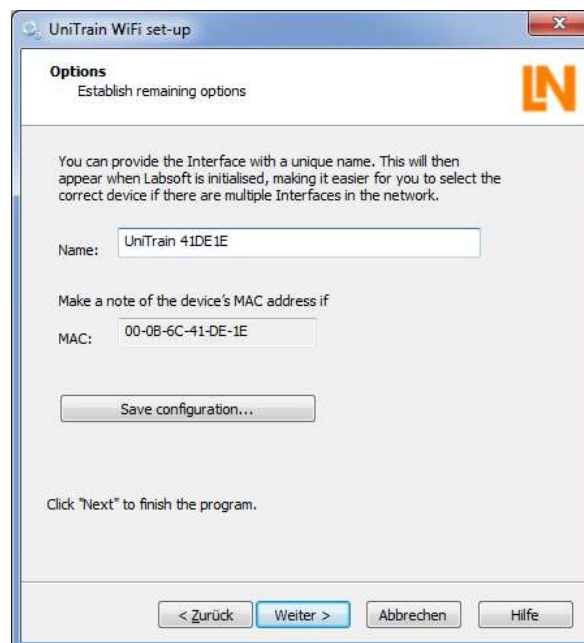 UniTrain WiFi set-up
Options
Establish remaining options
LN
You can provide the Interface with a unique name. This will then
appear when Labsoft is initialised, making it easier for you to select the
correct device if there are multiple Interfaces in the network.
Name: UniTrain 41DE1E
Make a note of the device's MAC address if
MAC: 00-0B-6C-41-DE-1E
Save configuration...
Click "Next" to finish the program.
< Zurück Weiter > Abbrechen Hilfe